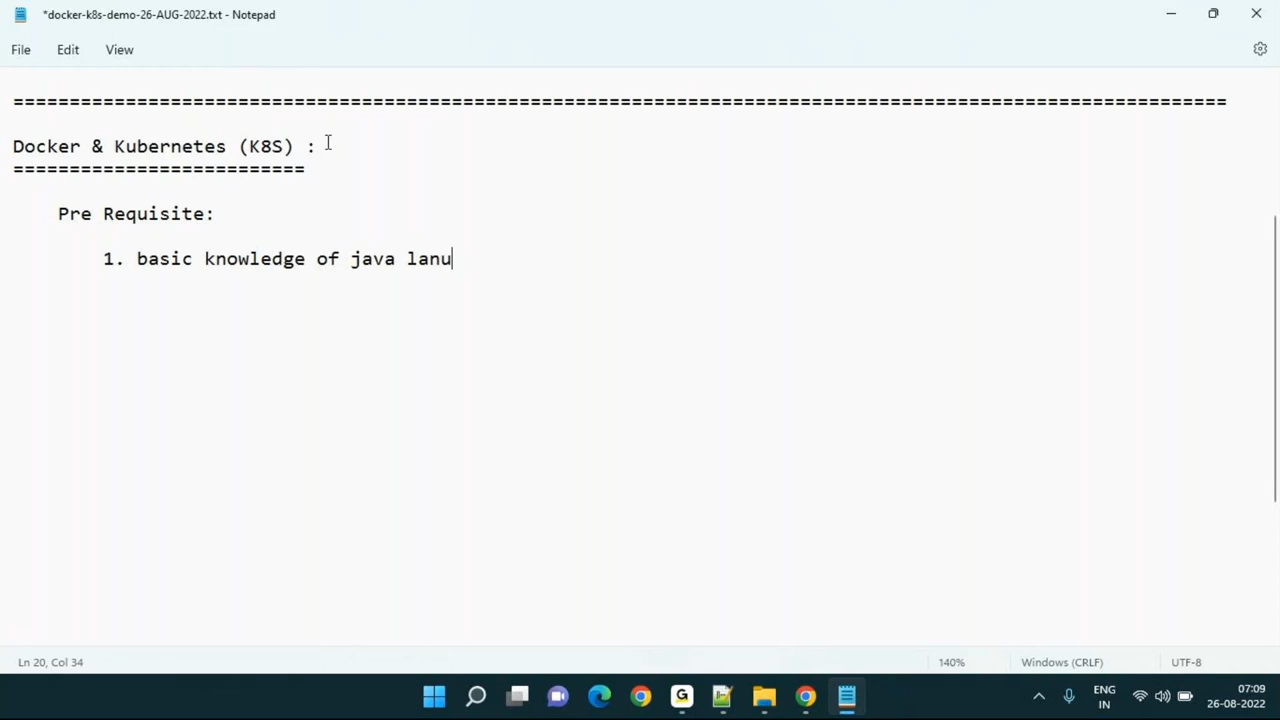 *docker-k8s-demo-26-AUG-2022.txt - Notepad
File Edit View
============================================================================================================
Docker & Kubernetes (K8S) :
==========================
Pre Requisite:
1. basic knowledge of java lanu
Ln 20, Col 34 140% Windows (CRLF) UTF-8
ENG
IN
07:09
26-08-2022